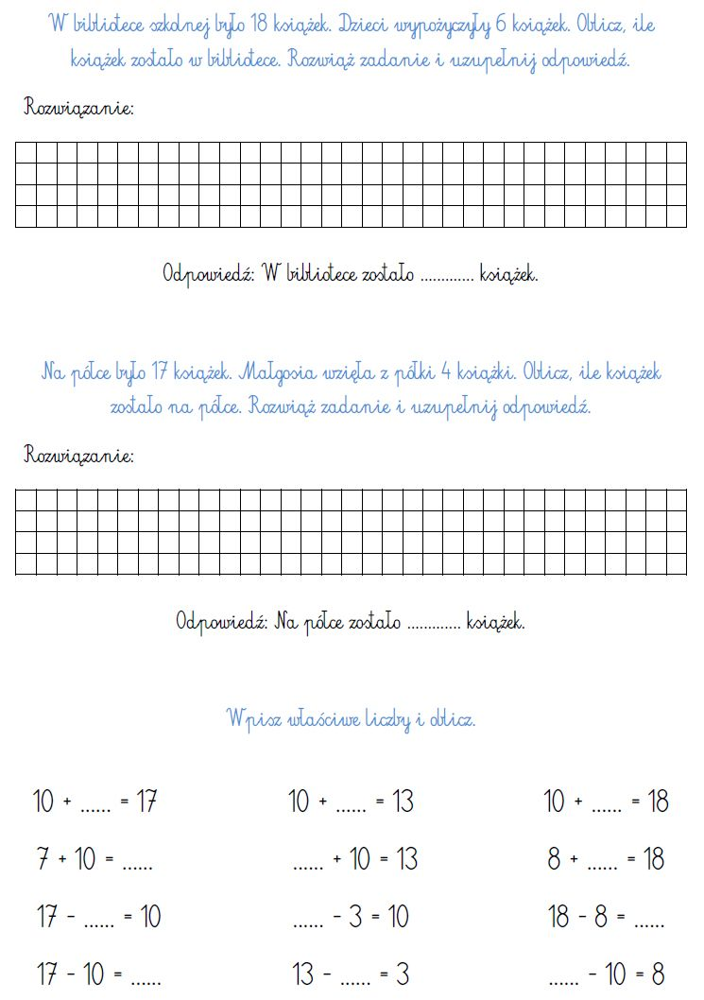 W bibliotece szkolnej było 18 książek. Dzieci wypożyczyły 6 książek. Oblicz, ile
książek zostało w bibliotece. Rozwiąż zadanie i uzupełnij odpowiedź.
Rozwiązanie:
Odpowiedź: W bibliotece zostało ............. książek.
Na półce było 17 książek. Małgosia wzięła z półki 4 książki. Oblicz, ile książek
zostało na półce. Rozwiąż zadanie i uzupełnij odpowiedź.
Rozwiązanie:
Odpowiedź: Na półce zostało ............. książek.
Wpisz właściwe liczby i oblicz.
10 + ...... = 17 10 + ...... = 13 10 + ...... = 18
7 + 10 = ...... ...... + 10 = 13 8 + ...... = 18
17 - ...... = 10 ...... - 3 = 10 18 - 8 = ......
17 - 10 = ...... 13 - ...... = 3 ...... - 10 = 8